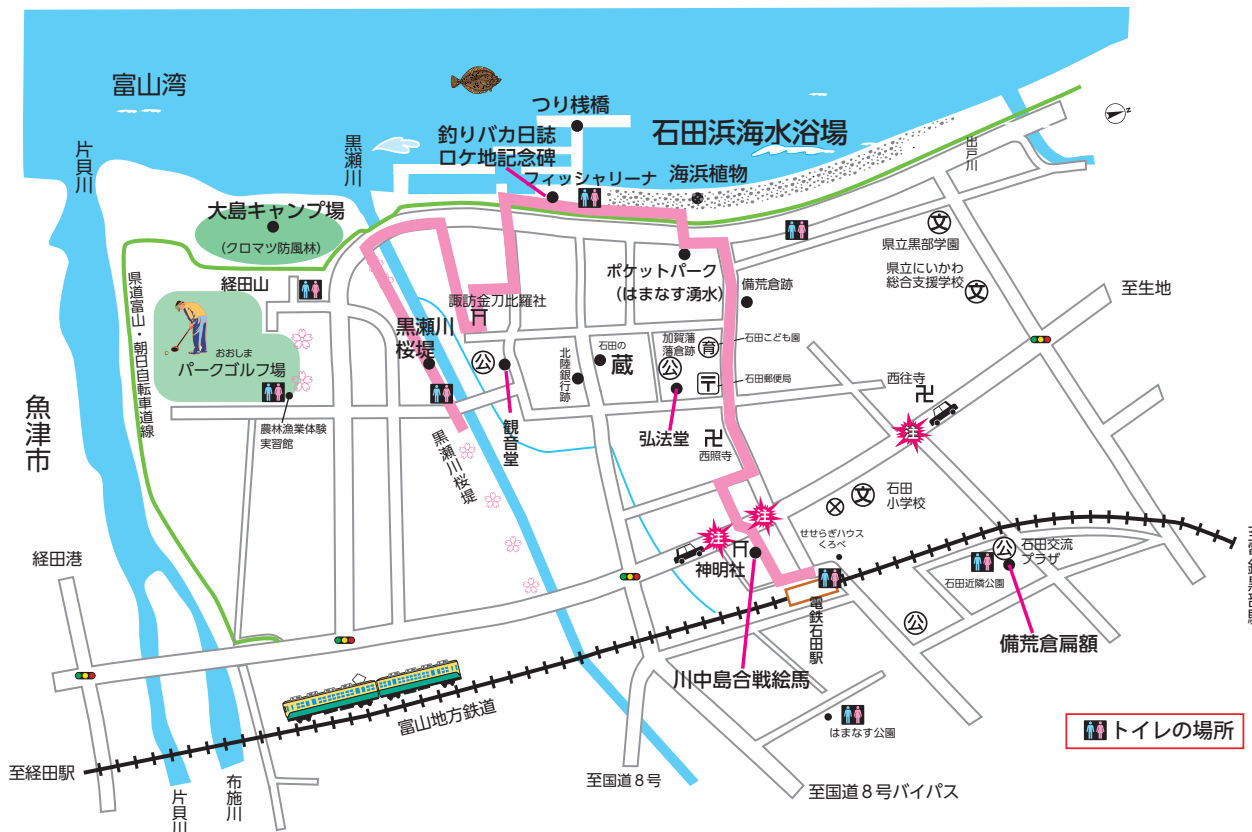 富山湾
つり桟橋
釣りバカ日誌
ロケ地記念碑
石田浜海水浴場
フィッシャリーナ
海浜植物
片貝川
黒瀬川
出戸川
N
大島キャンプ場
(クロマツ防風林)
県立黒部学園
県立にいかわ
総合支援学校
文
文
経田山
ポケットパーク
(はまなす湧水)
備荒倉跡
至生地
県道富山・朝日自転車道線
諏訪金刀比羅社
おおしま
パークゴルフ場
黒瀬川
桜堤
公
北陸銀行跡
石田の
蔵
加賀藩
藩倉跡
公
育
石田こども園
〒
石田郵便局
西往寺
卍
注
魚津市
農林漁業体験
実習館
黒瀬川桜堤
観音堂
弘法堂
卍
西照寺
文
石田
小学校
注
注
神明社
せせらぎハウス
くろべ
経田港
公
石田交流
プラザ
石田近隣公園
電鉄石田駅
公
備荒倉扁額
川中島合戦絵馬
富山地方鉄道
はまなす公園
トイレの場所
至経田駅
片貝川
布施川
至国道8号
至国道8号バイパス